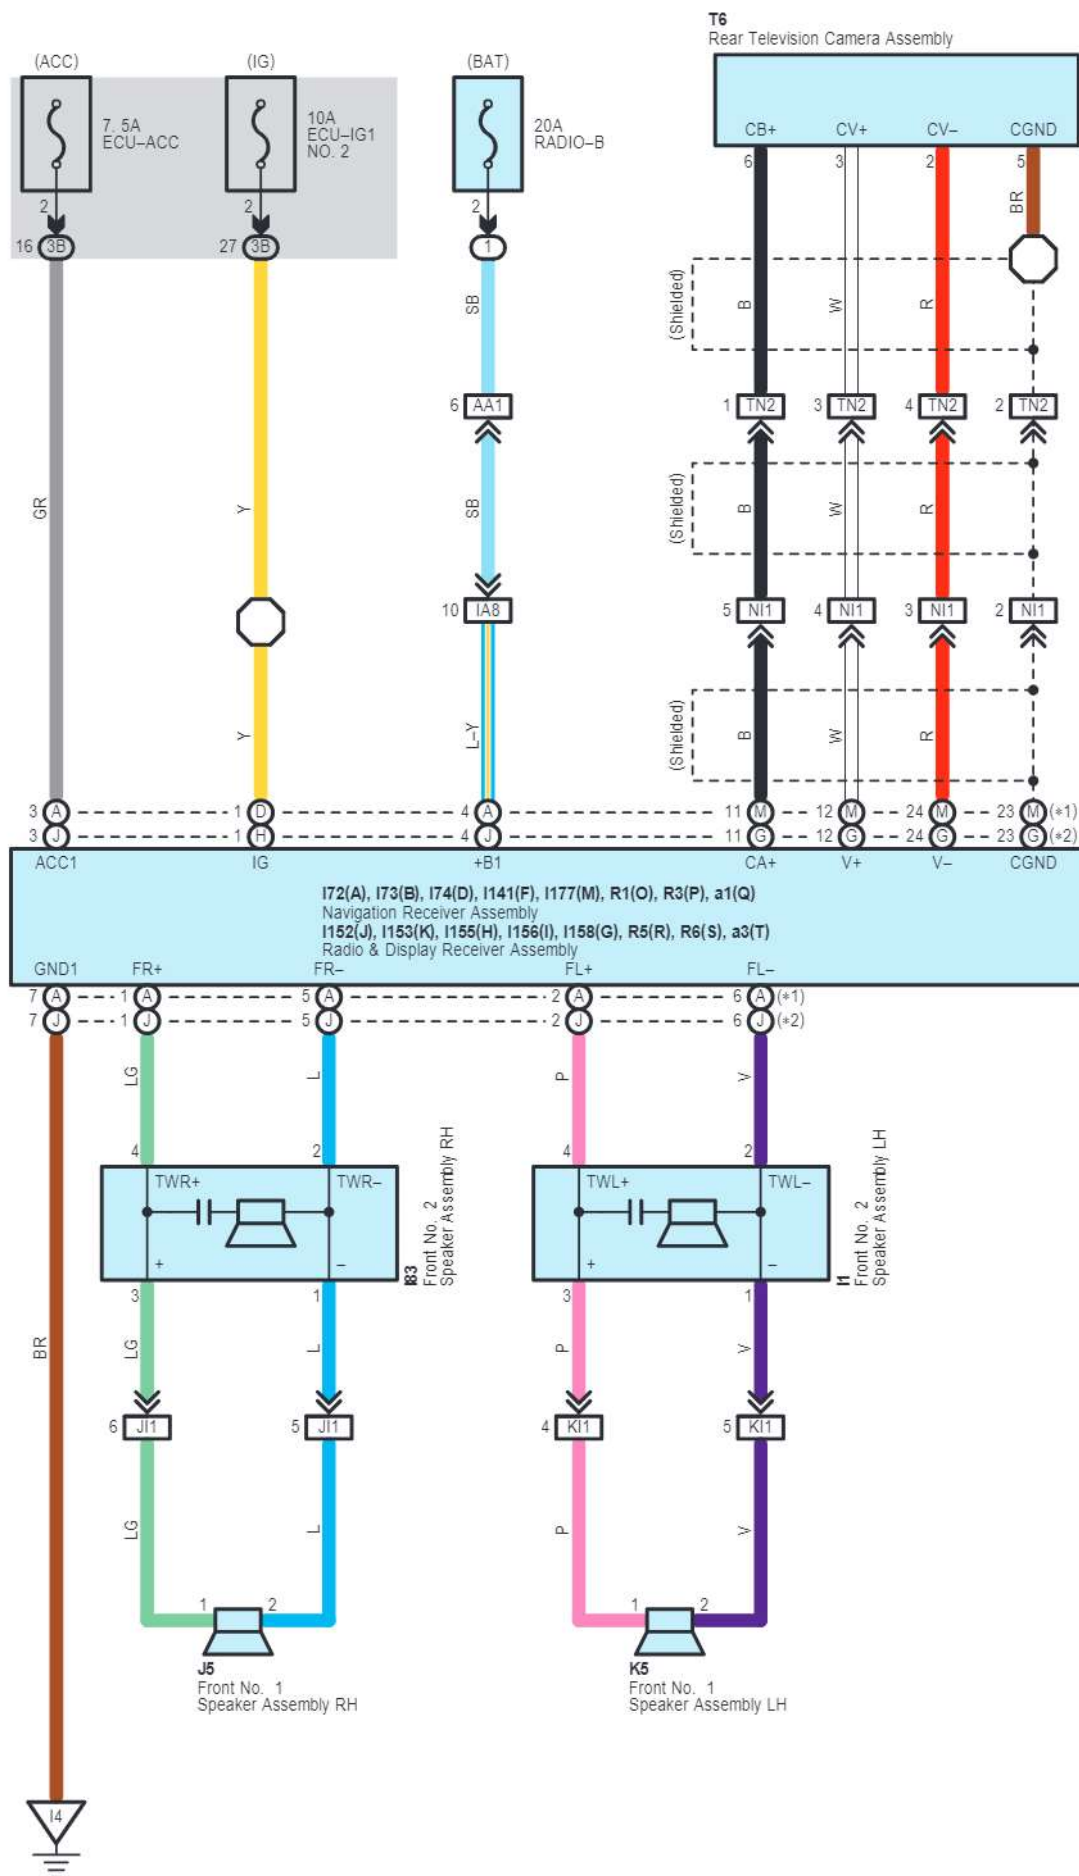 T6
Rear Television Camera Assembly
(ACC) (IG) (BAT)
7. 5A
ECU–ACC
10A
ECU–IG1
NO. 2
20A
RADIO–B
CB+ CV+ CV– CGND
6 3 2 5
2 2 2
BR
16 3B 27 3B 1
SB
(Shielded)
B W R
6 AA1 1 TN2 3 TN2 4 TN2 2 TN2
GR Y SB
(Shielded)
B W R
10 IA8 5 NI1 4 NI1 3 NI1 2 NI1
Y L–Y
(Shielded)
B W R
3 A 1 D 4 A 11 M 12 M 24 M 23 M (*1)
3 J 1 H 4 J 11 G 12 G 24 G 23 G (*2)
ACC1 IG +B1 CA+ V+ V– CGND
I72(A), I73(B), I74(D), I141(F), I177(M), R1(O), R3(P), a1(Q)
Navigation Receiver Assembly
I152(J), I153(K), I155(H), I156(I), I158(G), R5(R), R6(S), a3(T)
Radio & Display Receiver Assembly
GND1 FR+ FR– FL+ FL–
7 A 1 A 5 A 2 A 6 A (*1)
7 J 1 J 5 J 2 J 6 J (*2)
LG L P V
4 2 4 2
TWR+ TWR– TWL+ TWL–
+ – + –
I83
Front No. 2
Speaker Assembly RH
I1
Front No. 2
Speaker Assembly LH
3 1 3 1
BR LG L P V
6 JI1 5 JI1 4 KI1 5 KI1
LG L P V
1 2 1 2
J5
Front No. 1
Speaker Assembly RH
K5
Front No. 1
Speaker Assembly LH
I4